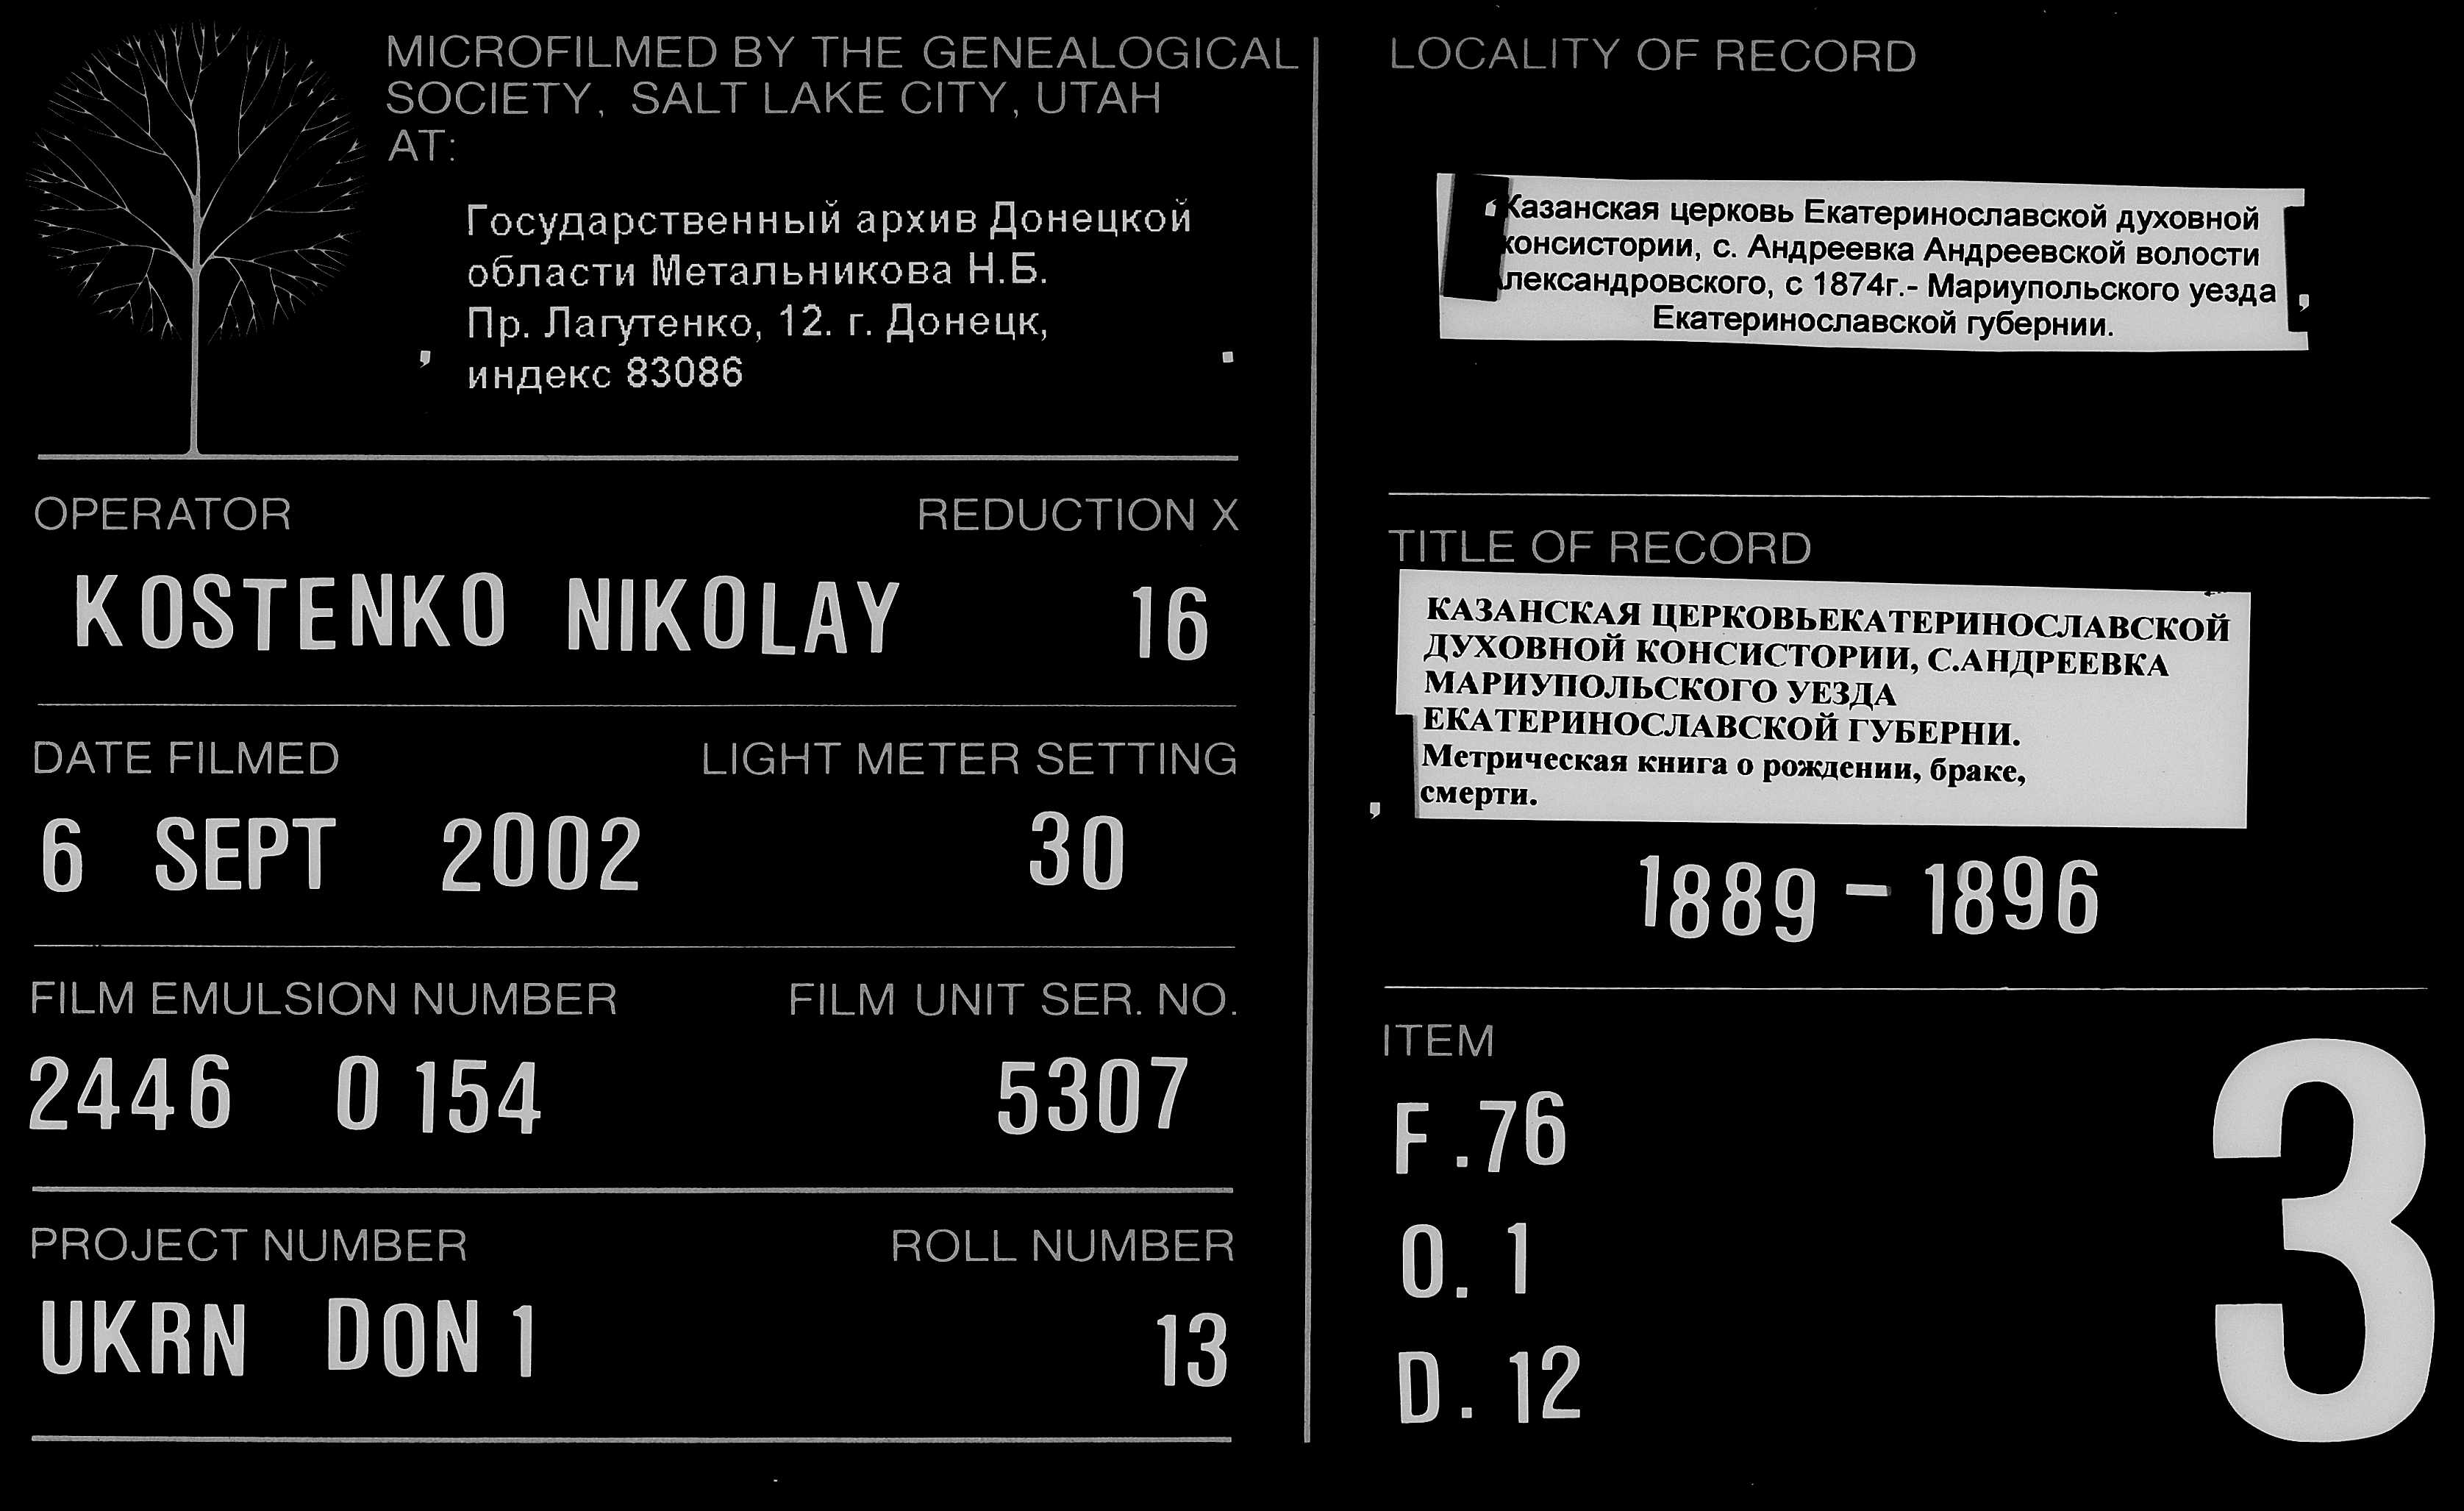 MICROFILMED BY THE GENEALOGICAL
SOCIETY, SALT LAKE CITY, UTAH
AT:
Государственный архив Донецкой
области Метальникова Н.Б.
Пр. Лагутенко, 12. г. Донецк,
индекс 83086
OPERATOR REDUCTION X
KOSTENKO NIKOLAY 16
DATE FILMED LIGHT METER SETTING
6 SEPT 2002 30
FILM EMULSION NUMBER FILM UNIT SER. NO.
2446 0154 5307
PROJECT NUMBER ROLL NUMBER
UKRN DON 1 13
LOCALITY OF RECORD
Казанская церковь Екатеринославской духовной
консистории, с. Андреевка Андреевской волости
лександровского, с 1874г.- Мариупольского уезда
Екатеринославской губернии.
TITLE OF RECORD
КАЗАНСКАЯ ЦЕРКОВЬЕКАТЕРИНОСЛАВСКОЙ
ДУХОВНОЙ КОНСИСТОРИИ, С.АНДРЕЕВКА
МАРИУПОЛЬСКОГО УЕЗДА
ЕКАТЕРИНОСЛАВСКОЙ ГУБЕРНИ.
Метрическая книга о рождении, браке,
смерти.
1889 - 1896
ITEM
F. 76
O. 1
D. 12
3